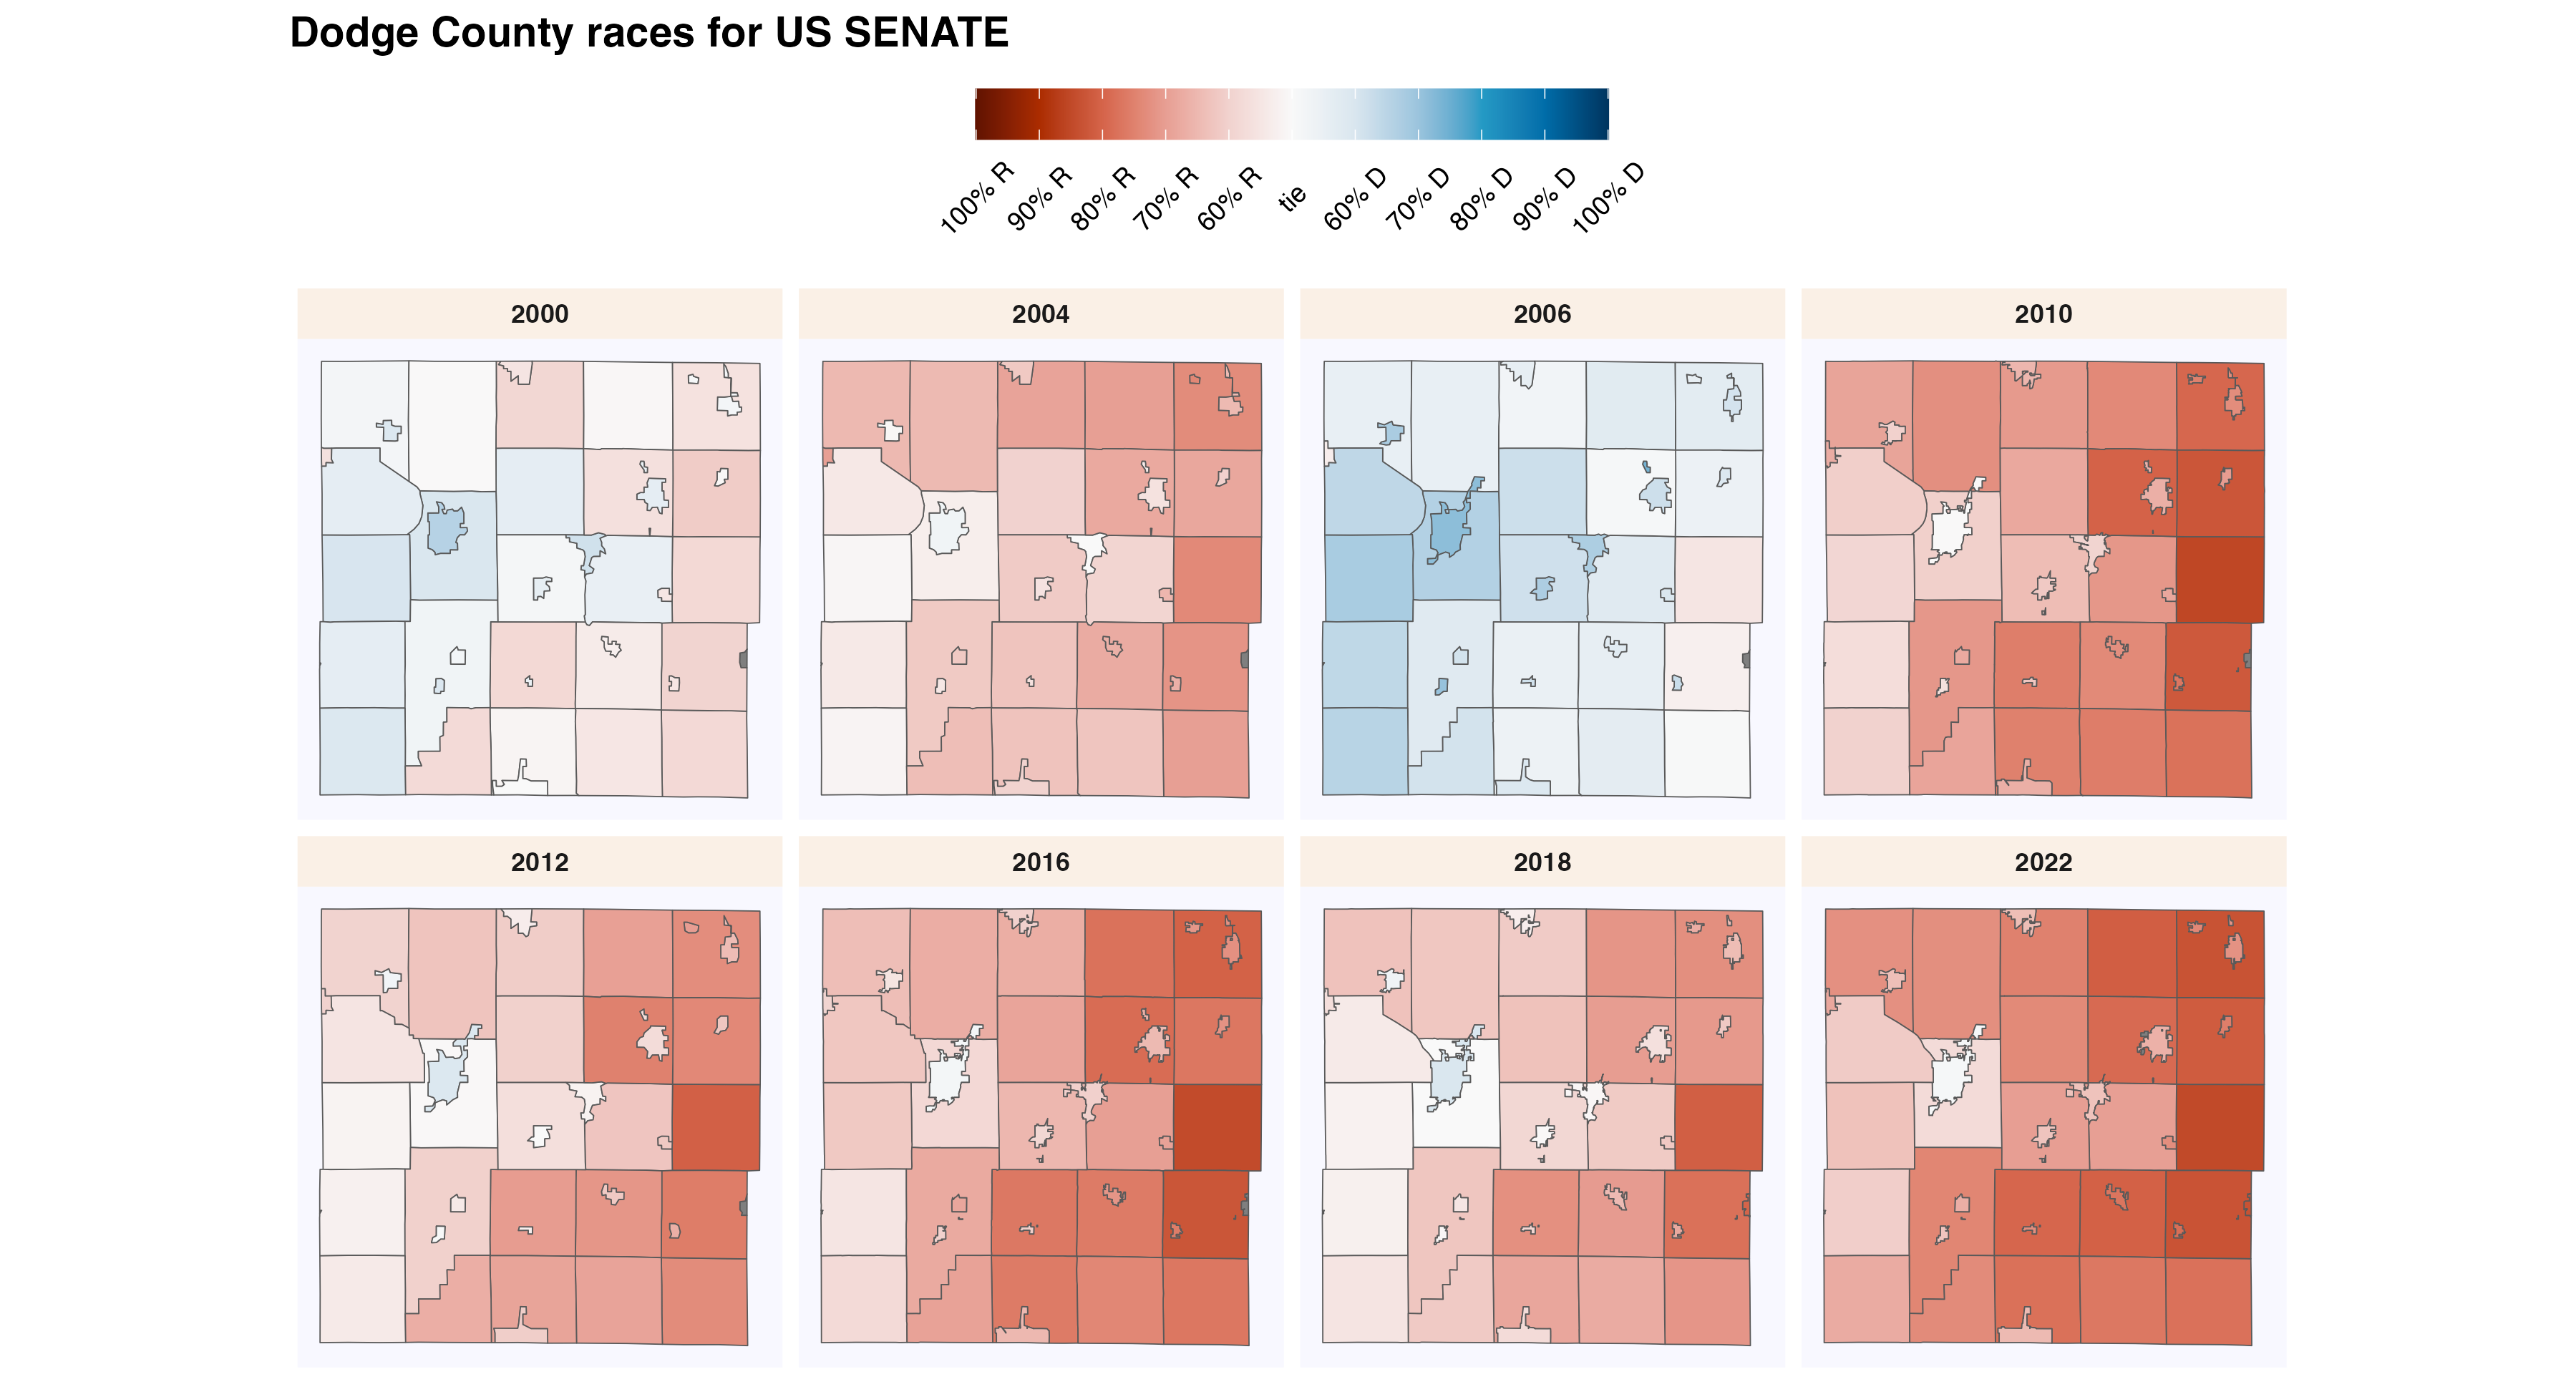 Dodge County races for US SENATE
100% R
90% R
80% R
70% R
60% R
tie
60% D
70% D
80% D
90% D
100% D
2000
2004
2006
2010
2012
2016
2018
2022